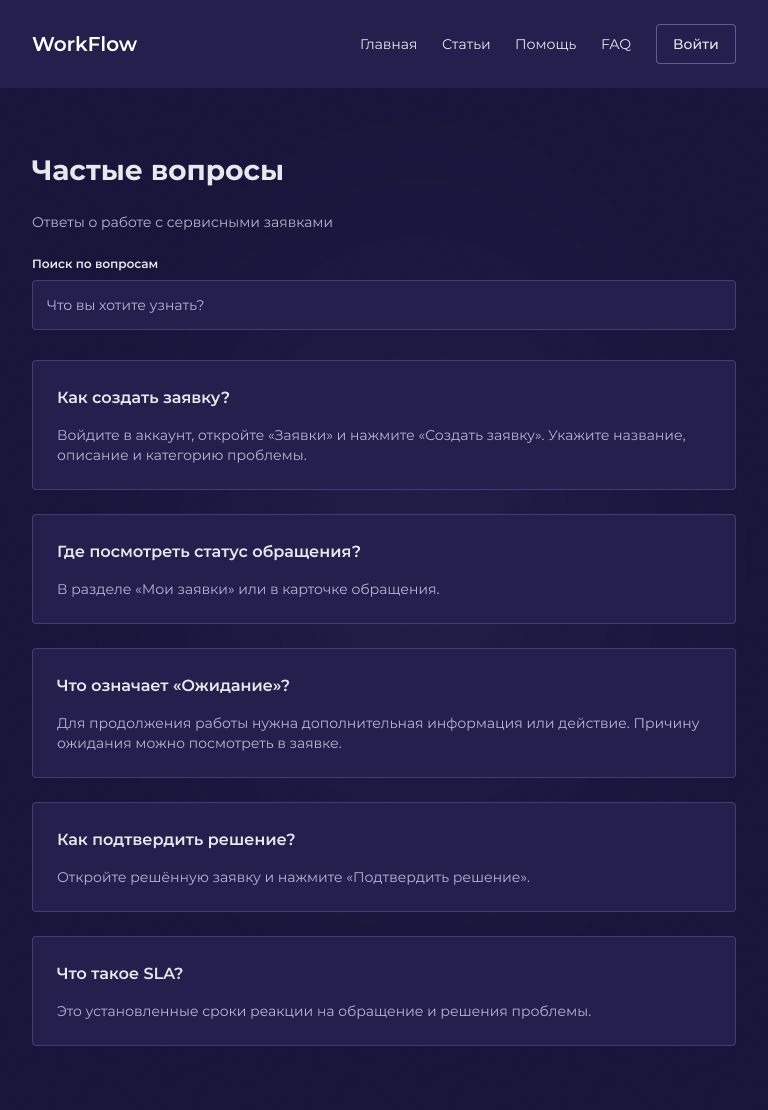 WorkFlow
Главная
Статьи
Помощь
FAQ
Войти
Частые вопросы
Ответы о работе с сервисными заявками
Поиск по вопросам
Что вы хотите узнать?
Как создать заявку?
Войдите в аккаунт, откройте «Заявки» и нажмите «Создать заявку». Укажите название,
описание и категорию проблемы.
Где посмотреть статус обращения?
В разделе «Мои заявки» или в карточке обращения.
Что означает «Ожидание»?
Для продолжения работы нужна дополнительная информация или действие. Причину
ожидания можно посмотреть в заявке.
Как подтвердить решение?
Откройте решённую заявку и нажмите «Подтвердить решение».
Что такое SLA?
Это установленные сроки реакции на обращение и решения проблемы.